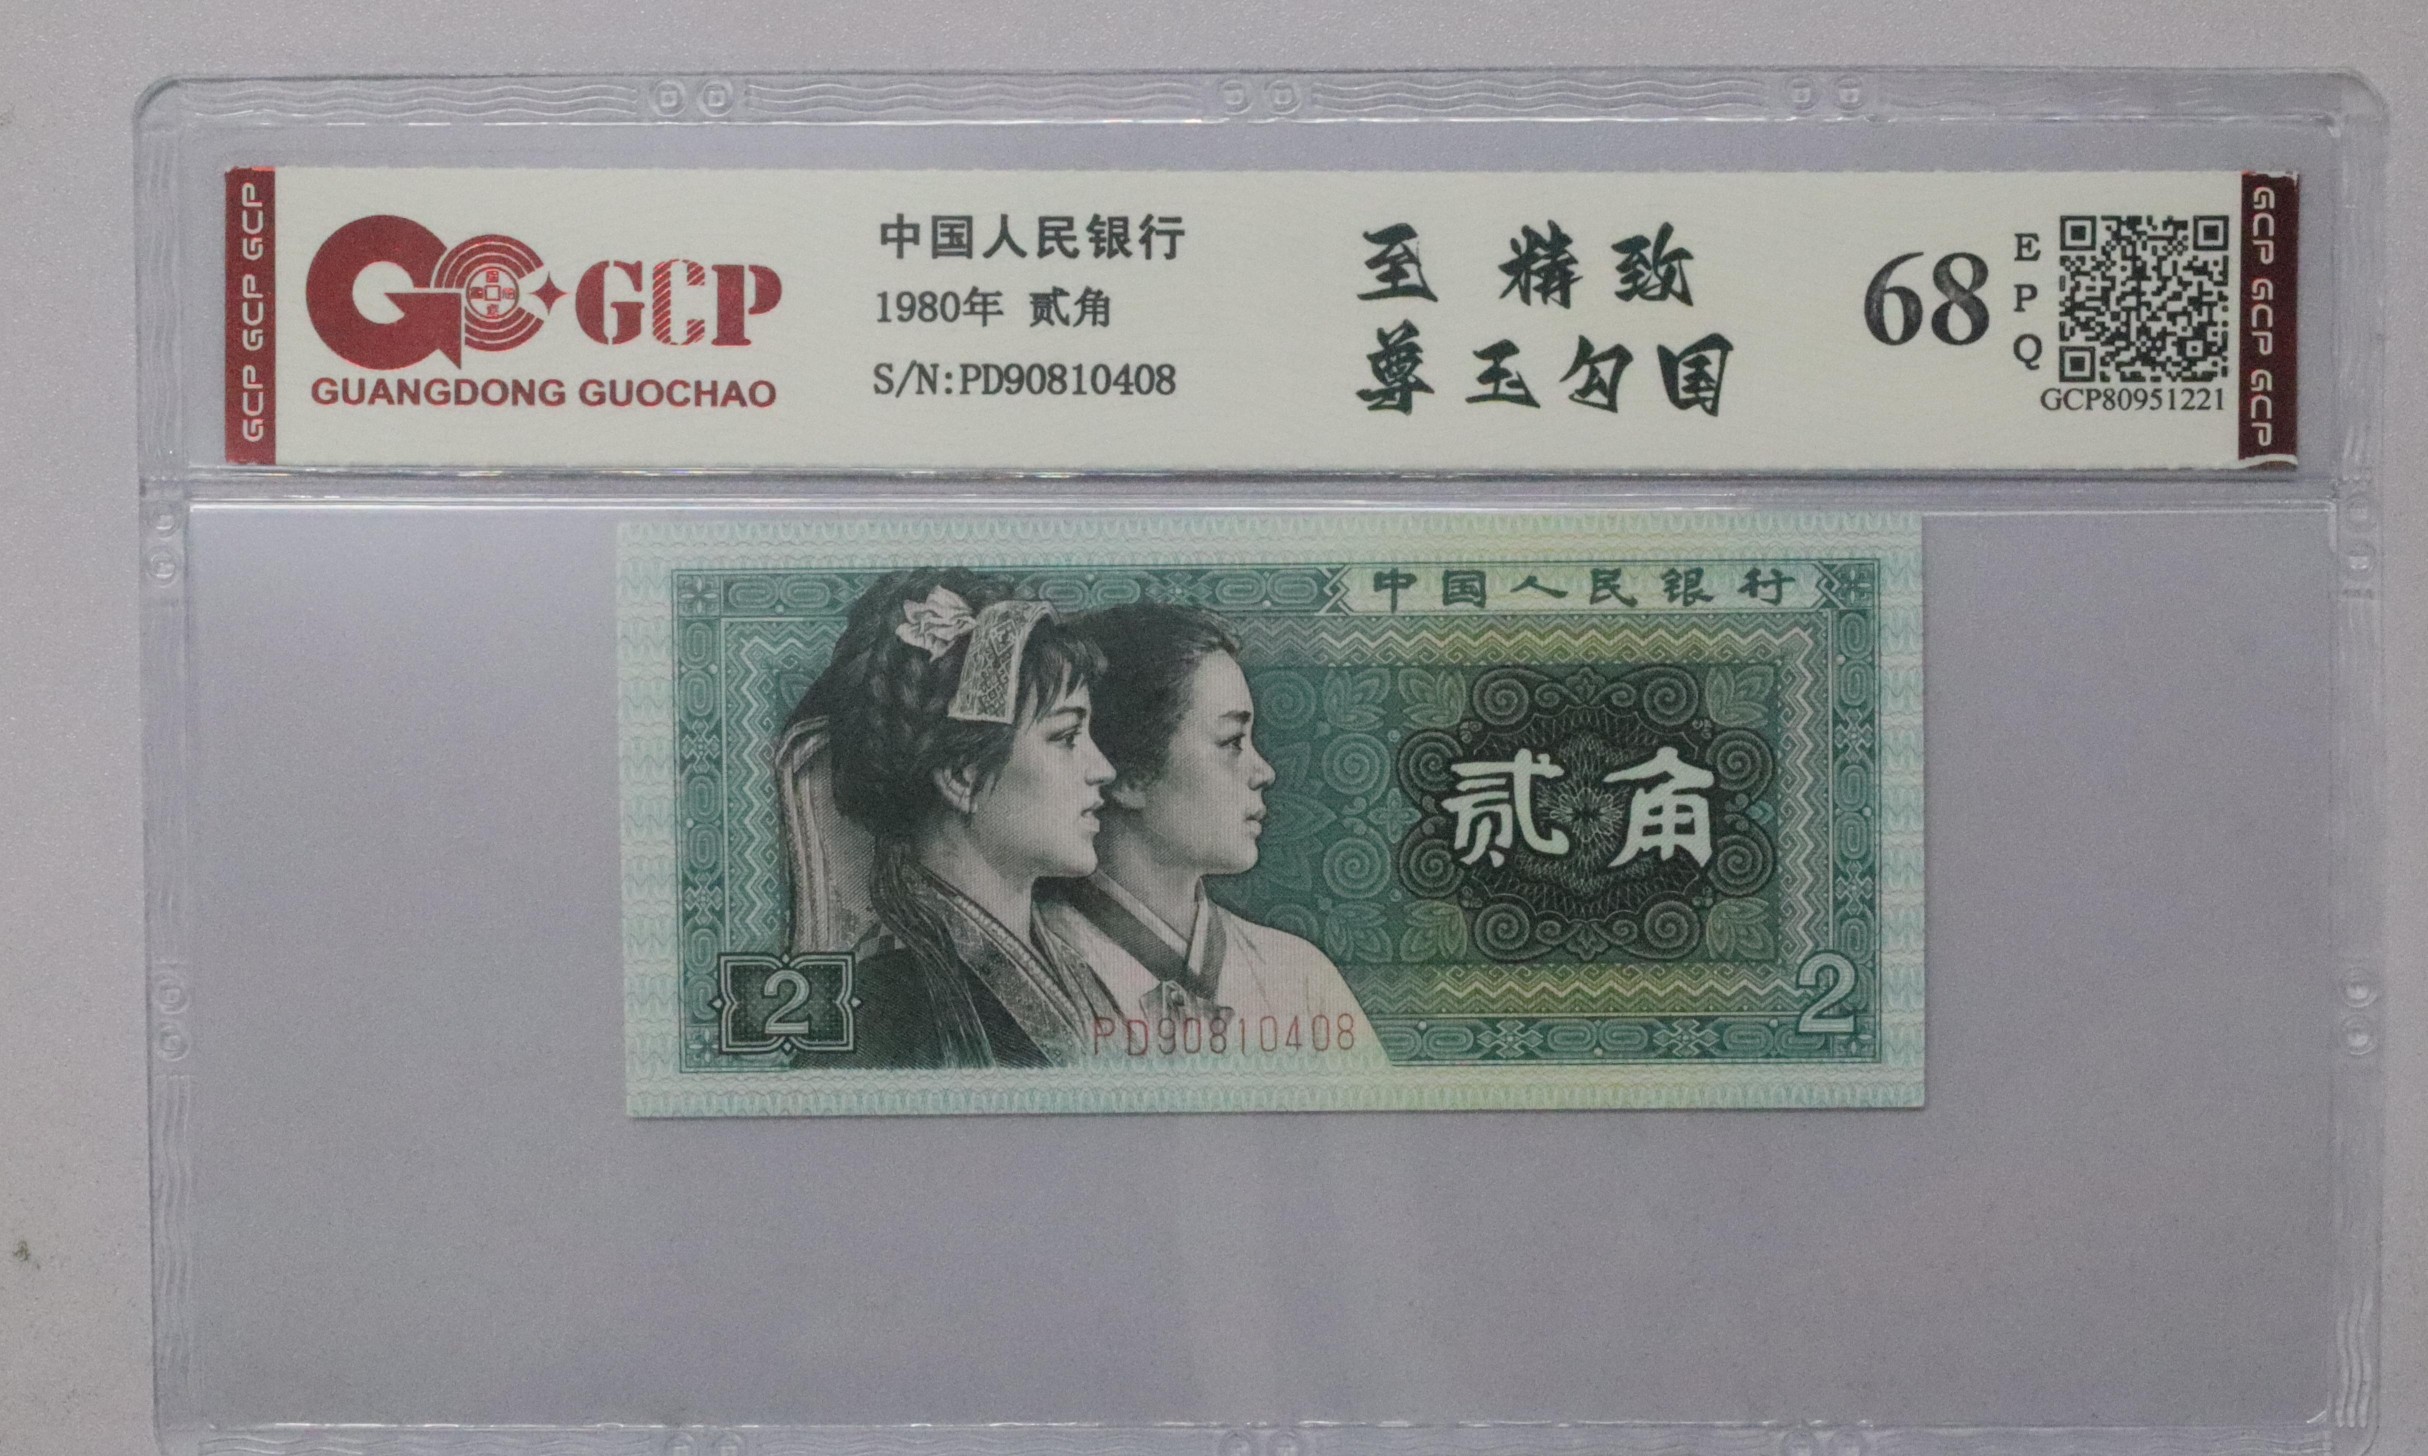 GCP GCP GCP
GCP
GUANGDONG GUOCHAO
中国人民银行
1980年 贰角
S/N:PD90810408
至 精 致
尊 玉 勾 国
68
E
P
Q
GCP80951221
GCP GCP GCP
中国人民银行
贰角
2
PD90810408
2